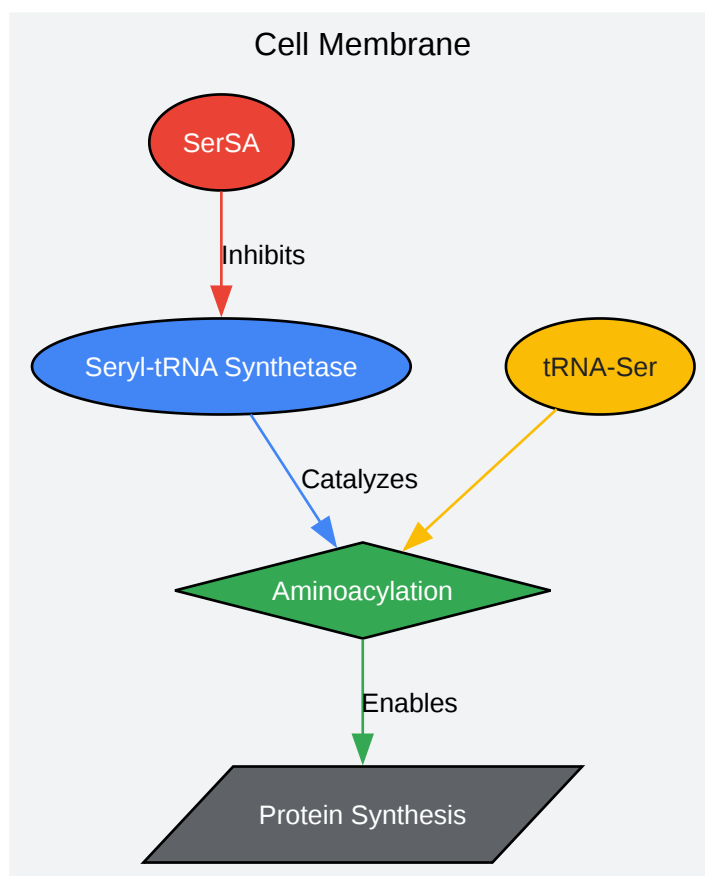 Cell Membrane
SerSA
Inhibits
Seryl-tRNA Synthetase
tRNA-Ser
Catalyzes
Aminoacylation
Enables
Protein Synthesis